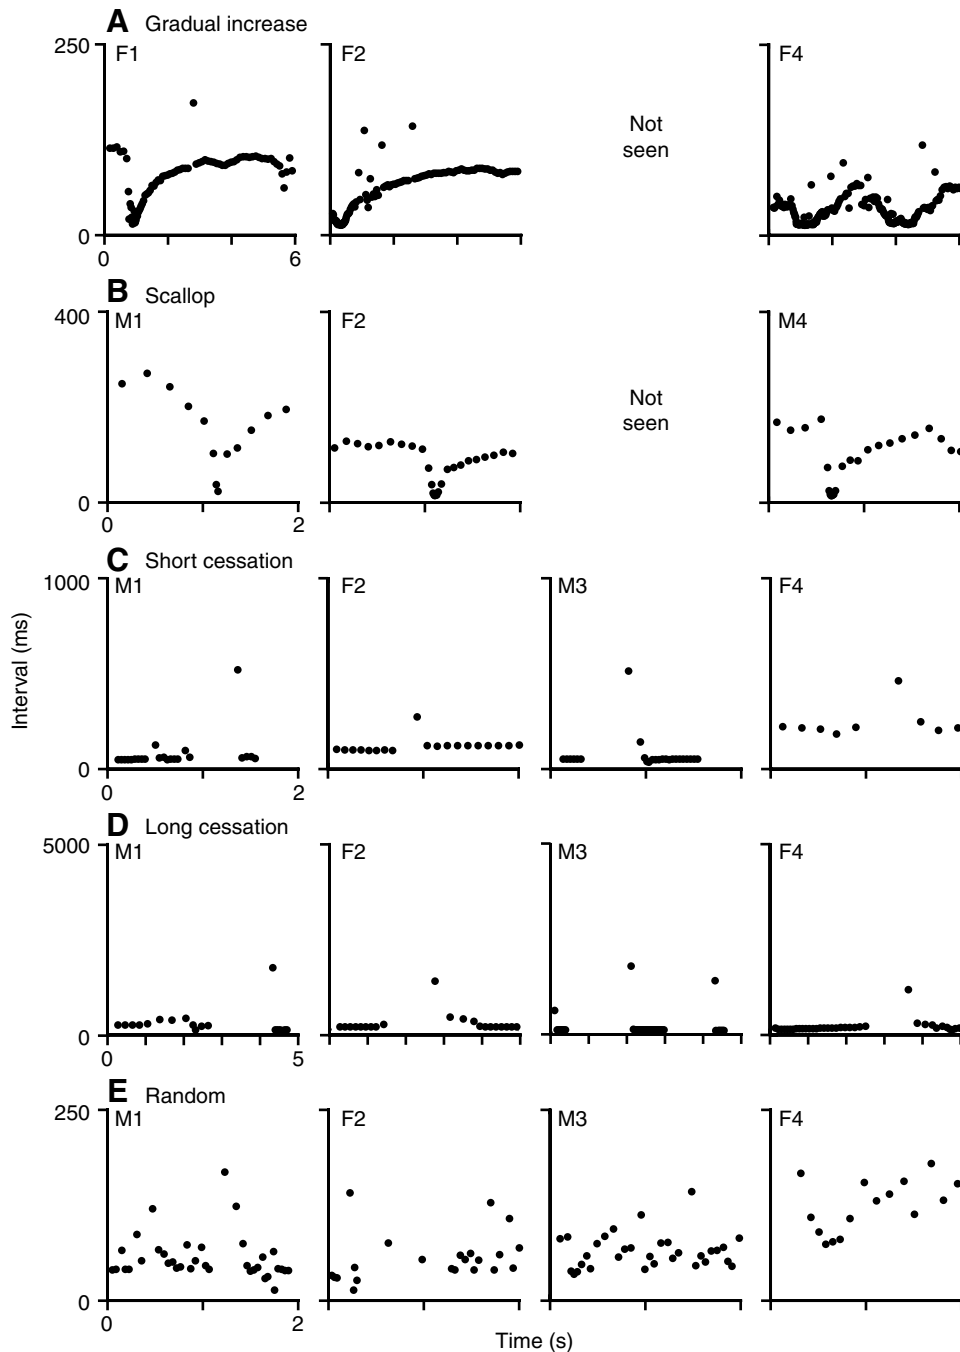 A Gradual increase
250
F1
F2
Not
seen
F4
0
0
6
B Scallop
400
M1
F2
Not
seen
M4
0
0
2
C Short cessation
1000
M1
F2
M3
F4
0
0
2
Interval (ms)
D Long cessation
5000
M1
F2
M3
F4
0
0
5
E Random
250
M1
F2
M3
F4
0
0
2
Time (s)